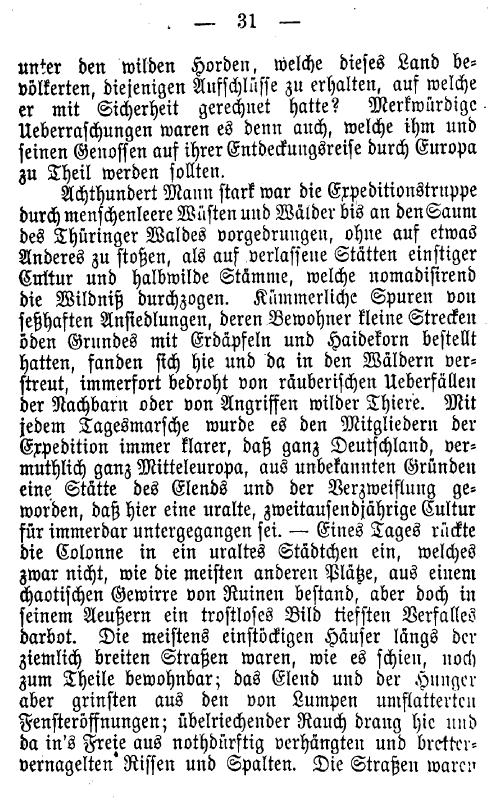 — 31 —
unter den wilden Horden, welche dieses Land be-
völkerten, diejenigen Aufschlüsse zu erhalten, auf welche
er mit Sicherheit gerechnet hatte? Merkwürdige
Ueberraschungen waren es denn auch, welche ihm und
seinen Genossen auf ihrer Entdeckungsreise durch Europa
zu Theil werden sollten.
Achthundert Mann stark war die Expeditionstruppe
durch menschenleere Wüsten und Wälder bis an den Saum
des Thüringer Waldes vorgedrungen, ohne auf etwas
Anderes zu stoßen, als auf verlassene Stätten einstiger
Cultur und halbwilde Stämme, welche nomadisirend
die Wildniß durchzogen. Kümmerliche Spuren von
seßhaften Ansiedlungen, deren Bewohner kleine Strecken
öden Grundes mit Erdäpfeln und Haidekorn bestellt
hatten, fanden sich hie und da in den Wäldern ver-
streut, immerfort bedroht von räuberischen Ueberfällen
der Nachbarn oder von Angriffen wilder Thiere. Mit
jedem Tagesmarsche wurde es den Mitgliedern der
Expedition immer klarer, daß ganz Deutschland, ver-
muthlich ganz Mitteleuropa, aus unbekannten Gründen
eine Stätte des Elends und der Verzweiflung ge-
worden, daß hier eine uralte, zweitausendjährige Cultur
für immerdar untergegangen sei. — Eines Tages rückte
die Colonne in ein uraltes Städtchen ein, welches
zwar nicht, wie die meisten anderen Plätze, aus einem
chaotischen Gewirre von Ruinen bestand, aber doch in
seinem Aeußern ein trostloses Bild tiefsten Verfalles
darbot. Die meistens einstöckigen Häuser längs der
ziemlich breiten Straßen waren, wie es schien, noch
zum Theile bewohnbar; das Elend und der Hunger
aber grinsten aus den von Lumpen umflatterten
Fensteröffnungen; übelriechender Rauch drang hie und
da in's Freie aus nothdürftig verhängten und bretter-
vernagelten Rissen und Spalten. Die Straßen waren